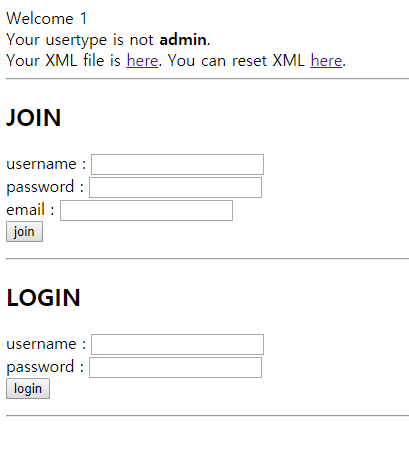 Welcome 1
Your usertype is not admin.
Your XML file is here. You can reset XML here.
JOIN
username :
password :
email :
join
LOGIN
username :
password :
login